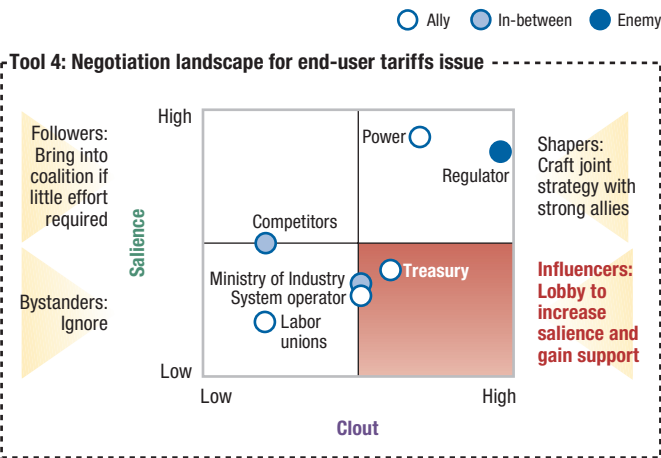 Ally In-between Enemy
Tool 4: Negotiation landscape for end-user tariffs issue
Followers:
Bring into
coalition if
little effort
required
Bystanders:
Ignore
Salience
High
Low
Power
Regulator
Competitors
Ministry of Industry
System operator
Treasury
Labor
unions
Low
High
Clout
Shapers:
Craft joint
strategy with
strong allies
Influencers:
Lobby to
increase
salience and
gain support